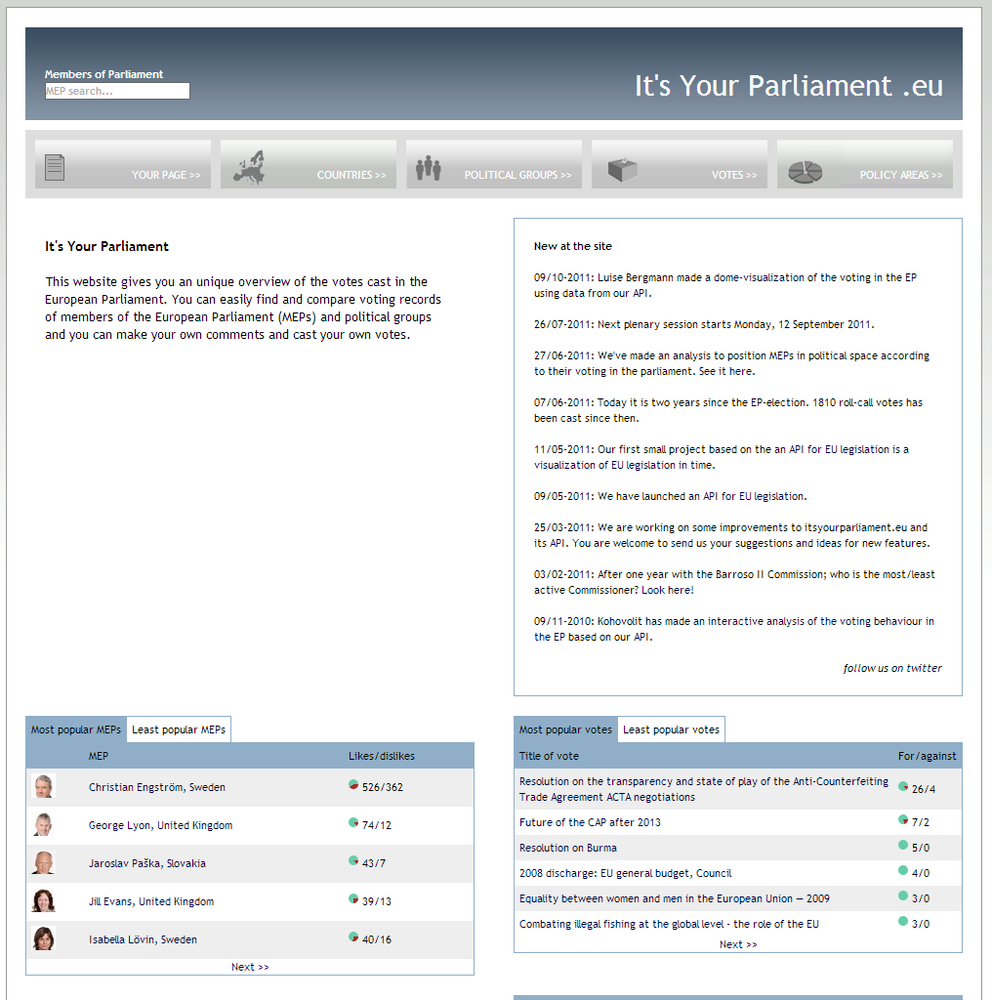 Members of Parliament
MEP search...
It's Your Parliament .eu
YOUR PAGE >>
COUNTRIES >>
POLITICAL GROUPS >>
VOTES >>
POLICY AREAS >>
It's Your Parliament
This website gives you an unique overview of the votes cast in the
European Parliament. You can easily find and compare voting records
of members of the European Parliament (MEPs) and political groups
and you can make your own comments and cast your own votes.
New at the site
09/10-2011: Luise Bergmann made a dome-visualization of the voting in the EP
using data from our API.
26/07-2011: Next plenary session starts Monday, 12 September 2011.
27/06-2011: We've made an analysis to position MEPs in political space according
to their voting in the parliament. See it here.
07/06-2011: Today it is two years since the EP-election. 1810 roll-call votes has
been cast since then.
11/05-2011: Our first small project based on the an API for EU legislation is a
visualization of EU legislation in time.
09/05-2011: We have launched an API for EU legislation.
25/03-2011: We are working on some improvements to itsyourparliament.eu and
its API. You are welcome to send us your suggestions and ideas for new features.
03/02-2011: After one year with the Barroso II Commission; who is the most/least
active Commissioner? Look here!
09/11-2010: Kohovolit has made an interactive analysis of the voting behaviour in
the EP based on our API.
follow us on twitter
Most popular MEPs
Least popular MEPs
MEP Likes/dislikes
Christian Engström, Sweden 526/362
George Lyon, United Kingdom 74/12
Jaroslav Paška, Slovakia 43/7
Jill Evans, United Kingdom 39/13
Isabella Lövin, Sweden 40/16
Next >>
Most popular votes
Least popular votes
Title of vote For/against
Resolution on the transparency and state of play of the Anti-Counterfeiting
Trade Agreement ACTA negotiations 26/4
Future of the CAP after 2013 7/2
Resolution on Burma 5/0
2008 discharge: EU general budget, Council 4/0
Equality between women and men in the European Union — 2009 3/0
Combating illegal fishing at the global level - the role of the EU 3/0
Next >>